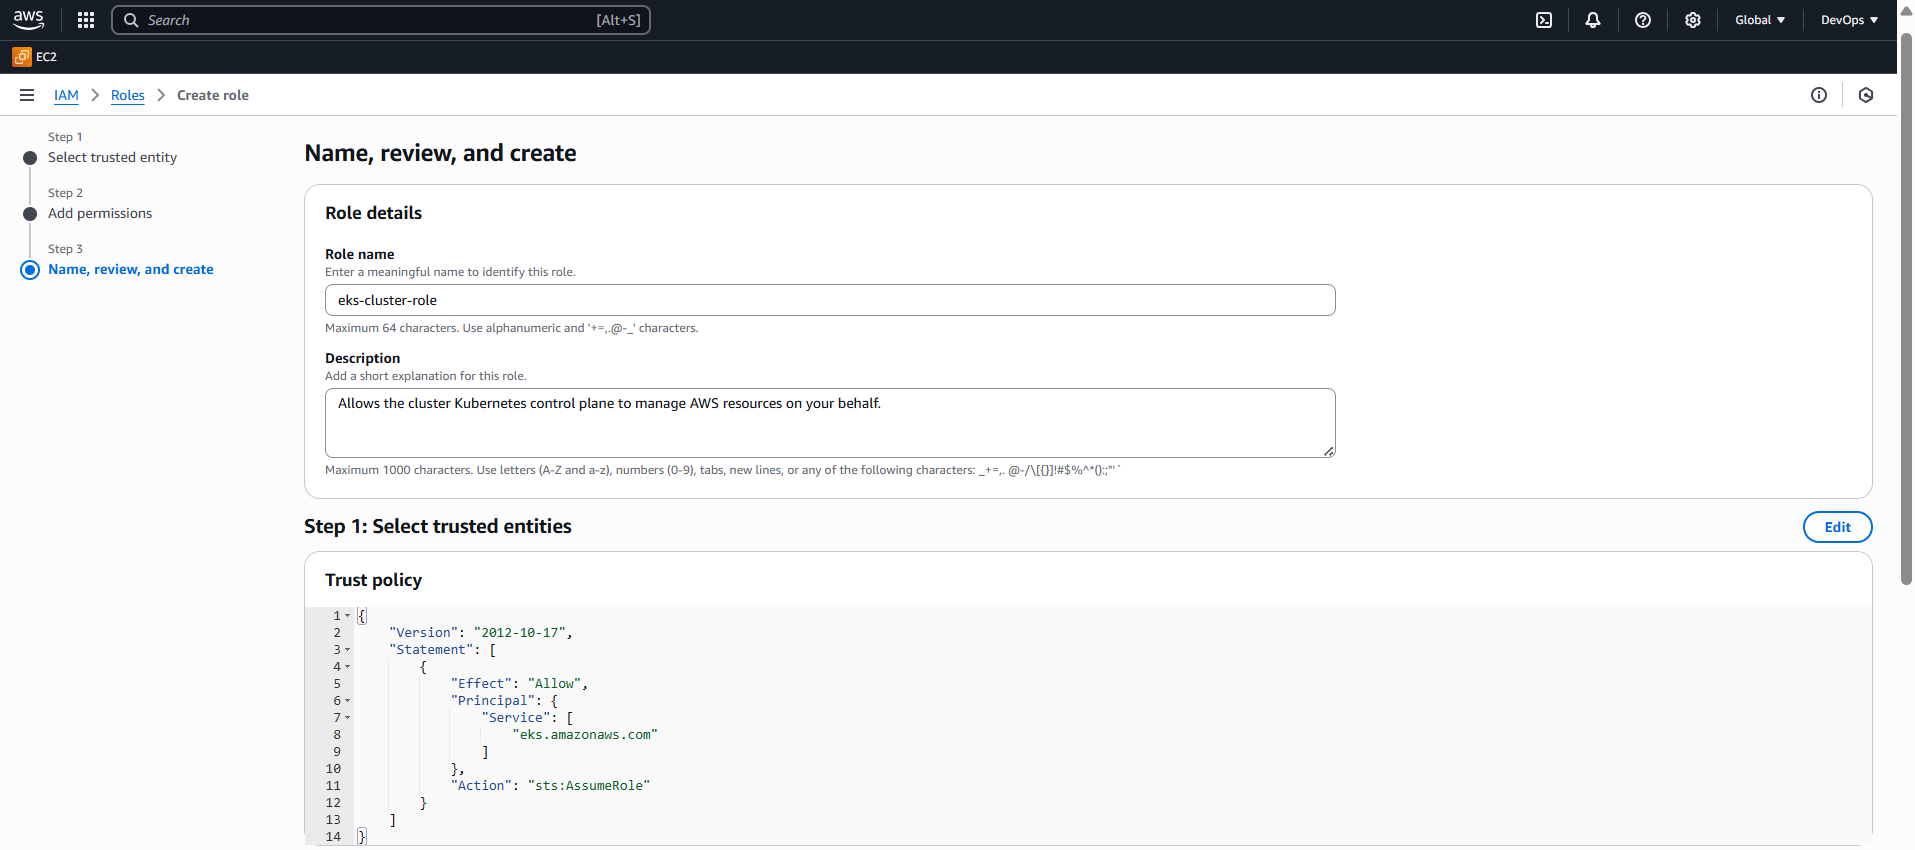 aws
Search [Alt+S]
Global
DevOps
EC2
IAM Roles Create role
Step 1
Select trusted entity
Step 2
Add permissions
Step 3
Name, review, and create
Name, review, and create
Role details
Role name
Enter a meaningful name to identify this role.
eks-cluster-role
Maximum 64 characters. Use alphanumeric and '+=,.@-_' characters.
Description
Add a short explanation for this role.
Allows the cluster Kubernetes control plane to manage AWS resources on your behalf.
Maximum 1000 characters. Use letters (A-Z and a-z), numbers (0-9), tabs, new lines, or any of the following characters: _+=,. @-/\[{}]!#$%^*();:"'`
Step 1: Select trusted entities
Edit
Trust policy
1 {
2 "Version": "2012-10-17",
3 "Statement": [
4 {
5 "Effect": "Allow",
6 "Principal": {
7 "Service": [
8 "eks.amazonaws.com"
9 ]
10 },
11 "Action": "sts:AssumeRole"
12 }
13 ]
14 }